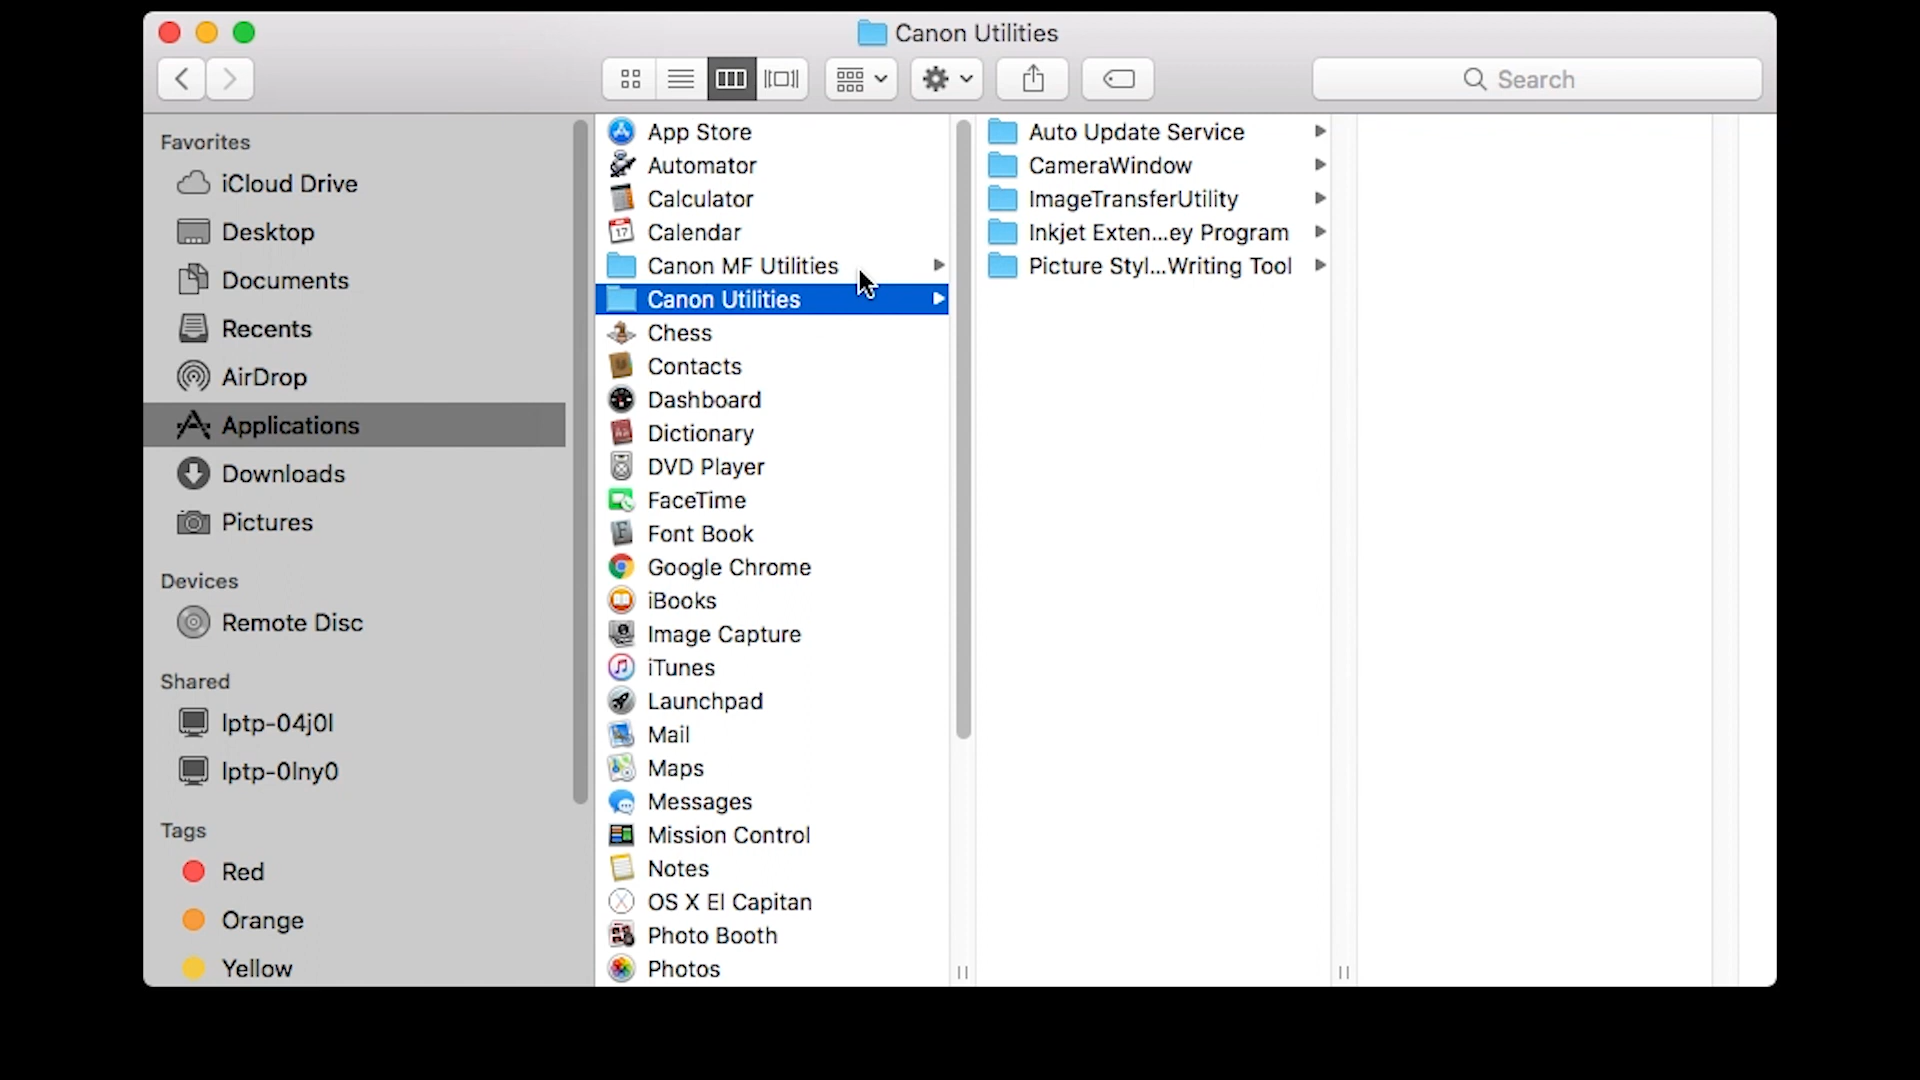 Canon Utilities
Search
Favorites
iCloud Drive
Desktop
Documents
Recents
AirDrop
Applications
Downloads
Pictures
Devices
Remote Disc
Shared
lptp-04j0l
lptp-0lny0
Tags
Red
Orange
Yellow
App Store
Automator
Calculator
17
Calendar
Canon MF Utilities
Canon Utilities
Chess
Contacts
Dashboard
Dictionary
DVD Player
FaceTime
Font Book
Google Chrome
iBooks
Image Capture
iTunes
Launchpad
Mail
Maps
Messages
Mission Control
Notes
OS X El Capitan
Photo Booth
Photos
Auto Update Service
CameraWindow
ImageTransferUtility
Inkjet Exten...ey Program
Picture Styl...Writing Tool